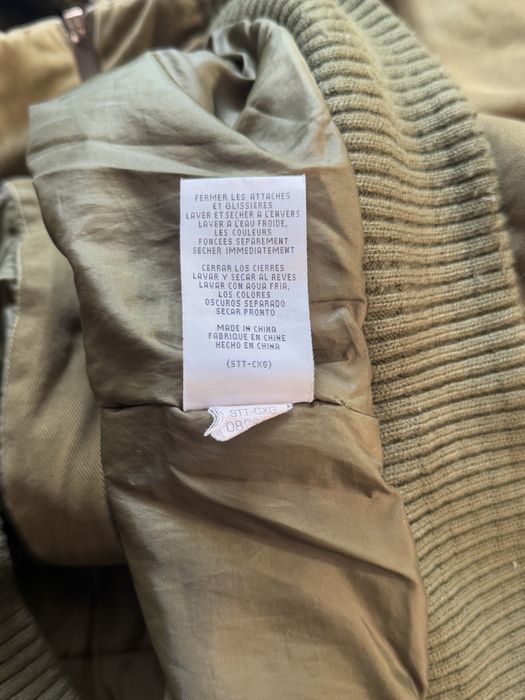 FERMER LES ATTACHES
ET GLISSIERES
LAVER ET SECHER A L'ENVERS
LAVER A L'EAU FROIDE,
LES COULEURS
FONCEES SEPAREMENT
SECHER IMMEDIATEMENT
CERRAR LOS CIERRES
LAVAR Y SECAR AL REVES
LAVAR CON AGUA FRIA,
LOS COLORES
OSCUROS SEPARADO
SECAR PRONTO
MADE IN CHINA
FABRIQUE EN CHINE
HECHO EN CHINA
(STT-CXG)
STT-CXG